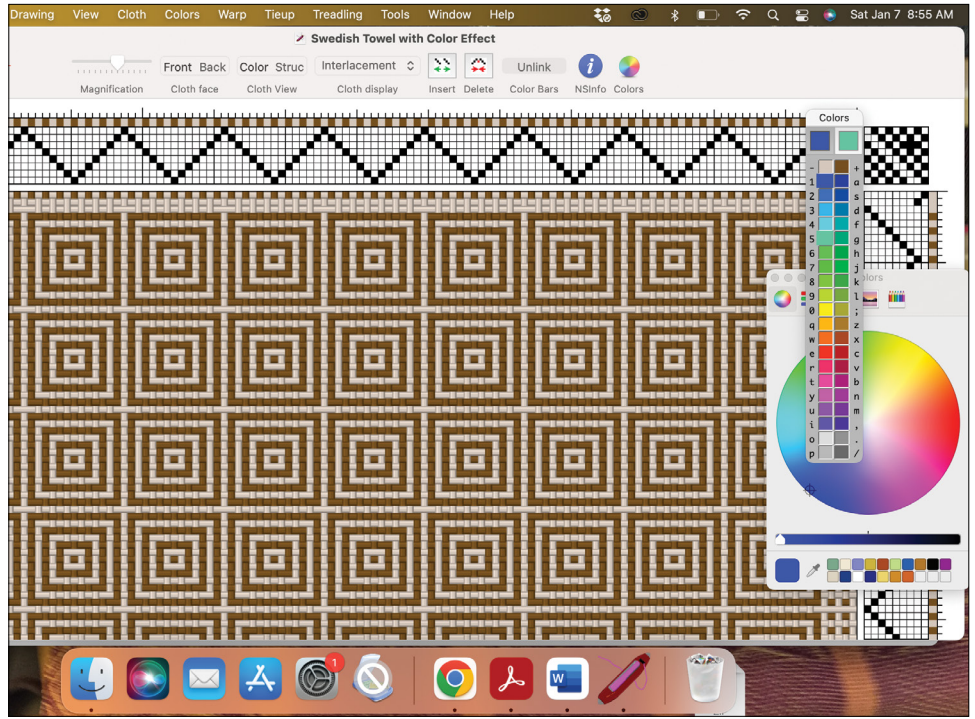 Drawing View Cloth Colors Warp Tieup Treadling Tools Window Help Sat Jan 7 8:55 AM
Swedish Towel with Color Effect
Front Back Color Struc Interlacement Unlink i
Magnification Cloth face Cloth View Cloth display Insert Delete Color Bars NSInfo Colors
Colors
- +
1 a
2 s
3 d
4 f
5 g
6 h
7 j
8 k
9 l
0 ;
q z
w x
e c
r v
t b
y n
u m
i ,
o .
p /
lors
1
W